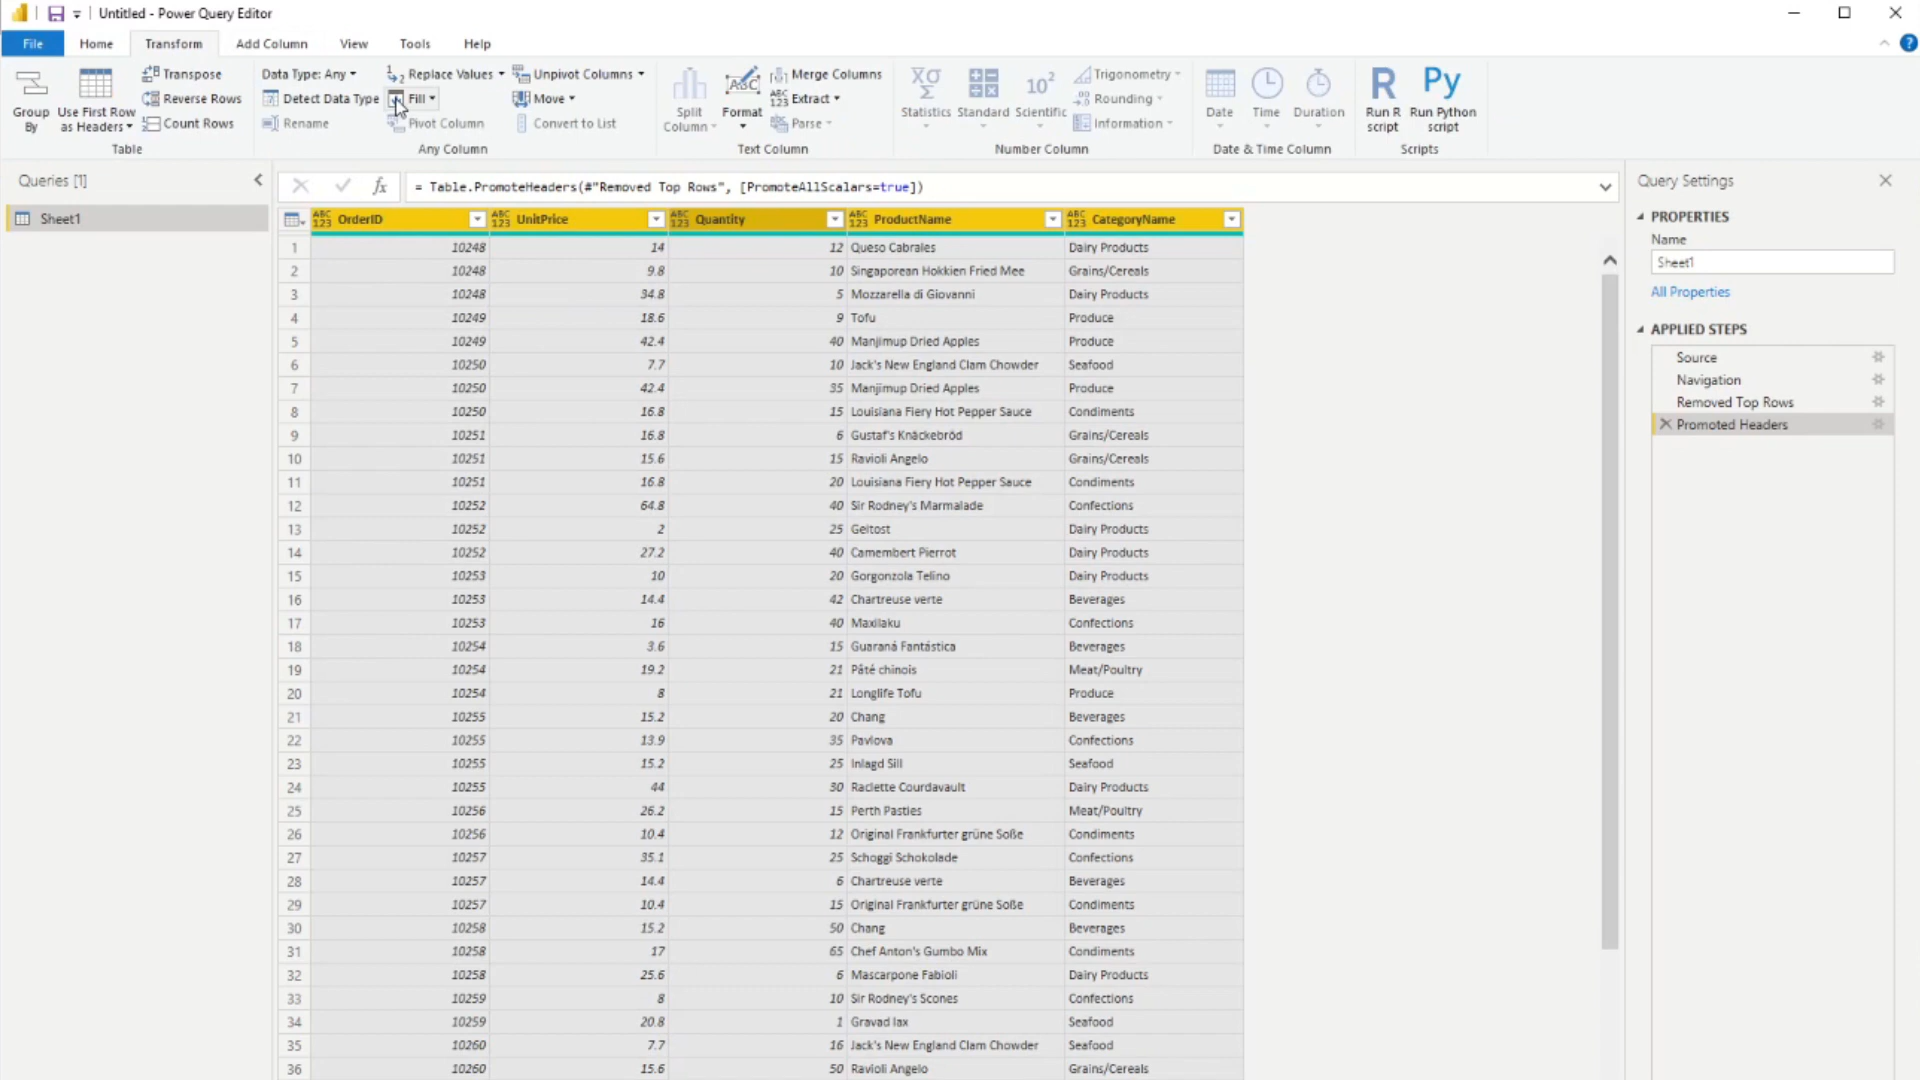 Untitled - Power Query Editor
File Home Transform Add Column View Tools Help
Group By
Use First Row as Headers
Transpose
Reverse Rows
Count Rows
Table
Data Type: Any
Detect Data Type
Rename
Replace Values
Fill
Pivot Column
Unpivot Columns
Move
Convert to List
Any Column
Split Column
Format
Merge Columns
Extract
Parse
Text Column
Statistics
Standard
Scientific
Trigonometry
Rounding
Information
Number Column
Date
Time
Duration
Date & Time Column
Run R script
Run Python script
Scripts
Queries [1]
Sheet1
= Table.PromoteHeaders(#"Removed Top Rows", [PromoteAllScalars=true])
OrderID UnitPrice Quantity ProductName CategoryName
1 10248 14 12 Queso Cabrales Dairy Products
2 10248 9.8 10 Singaporean Hokkien Fried Mee Grains/Cereals
3 10248 34.8 5 Mozzarella di Giovanni Dairy Products
4 10249 18.6 9 Tofu Produce
5 10249 42.4 40 Manjimup Dried Apples Produce
6 10250 7.7 10 Jack's New England Clam Chowder Seafood
7 10250 42.4 35 Manjimup Dried Apples Produce
8 10250 16.8 15 Louisiana Fiery Hot Pepper Sauce Condiments
9 10251 16.8 6 Gustaf's Knäckebröd Grains/Cereals
10 10251 15.6 15 Ravioli Angelo Grains/Cereals
11 10251 16.8 20 Louisiana Fiery Hot Pepper Sauce Condiments
12 10252 64.8 40 Sir Rodney's Marmalade Confections
13 10252 2 25 Geitost Dairy Products
14 10252 27.2 40 Camembert Pierrot Dairy Products
15 10253 10 20 Gorgonzola Telino Dairy Products
16 10253 14.4 42 Chartreuse verte Beverages
17 10253 16 40 Maxilaku Confections
18 10254 3.6 15 Guaraná Fantástica Beverages
19 10254 19.2 21 Pâté chinois Meat/Poultry
20 10254 8 21 Longlife Tofu Produce
21 10255 15.2 20 Chang Beverages
22 10255 13.9 35 Pavlova Confections
23 10255 15.2 25 Inlagd Sill Seafood
24 10255 44 30 Raclette Courdavault Dairy Products
25 10256 26.2 15 Perth Pasties Meat/Poultry
26 10256 10.4 12 Original Frankfurter grüne Soße Condiments
27 10257 35.1 25 Schoggi Schokolade Confections
28 10257 14.4 6 Chartreuse verte Beverages
29 10257 10.4 15 Original Frankfurter grüne Soße Condiments
30 10258 15.2 50 Chang Beverages
31 10258 17 65 Chef Anton's Gumbo Mix Condiments
32 10258 25.6 6 Mascarpone Fabioli Dairy Products
33 10259 8 10 Sir Rodney's Scones Confections
34 10259 20.8 1 Gravad lax Seafood
35 10260 7.7 16 Jack's New England Clam Chowder Seafood
36 10260 15.6 50 Ravioli Angelo Grains/Cereals
Query Settings
PROPERTIES
Name
Sheet1
All Properties
APPLIED STEPS
Source
Navigation
Removed Top Rows
Promoted Headers